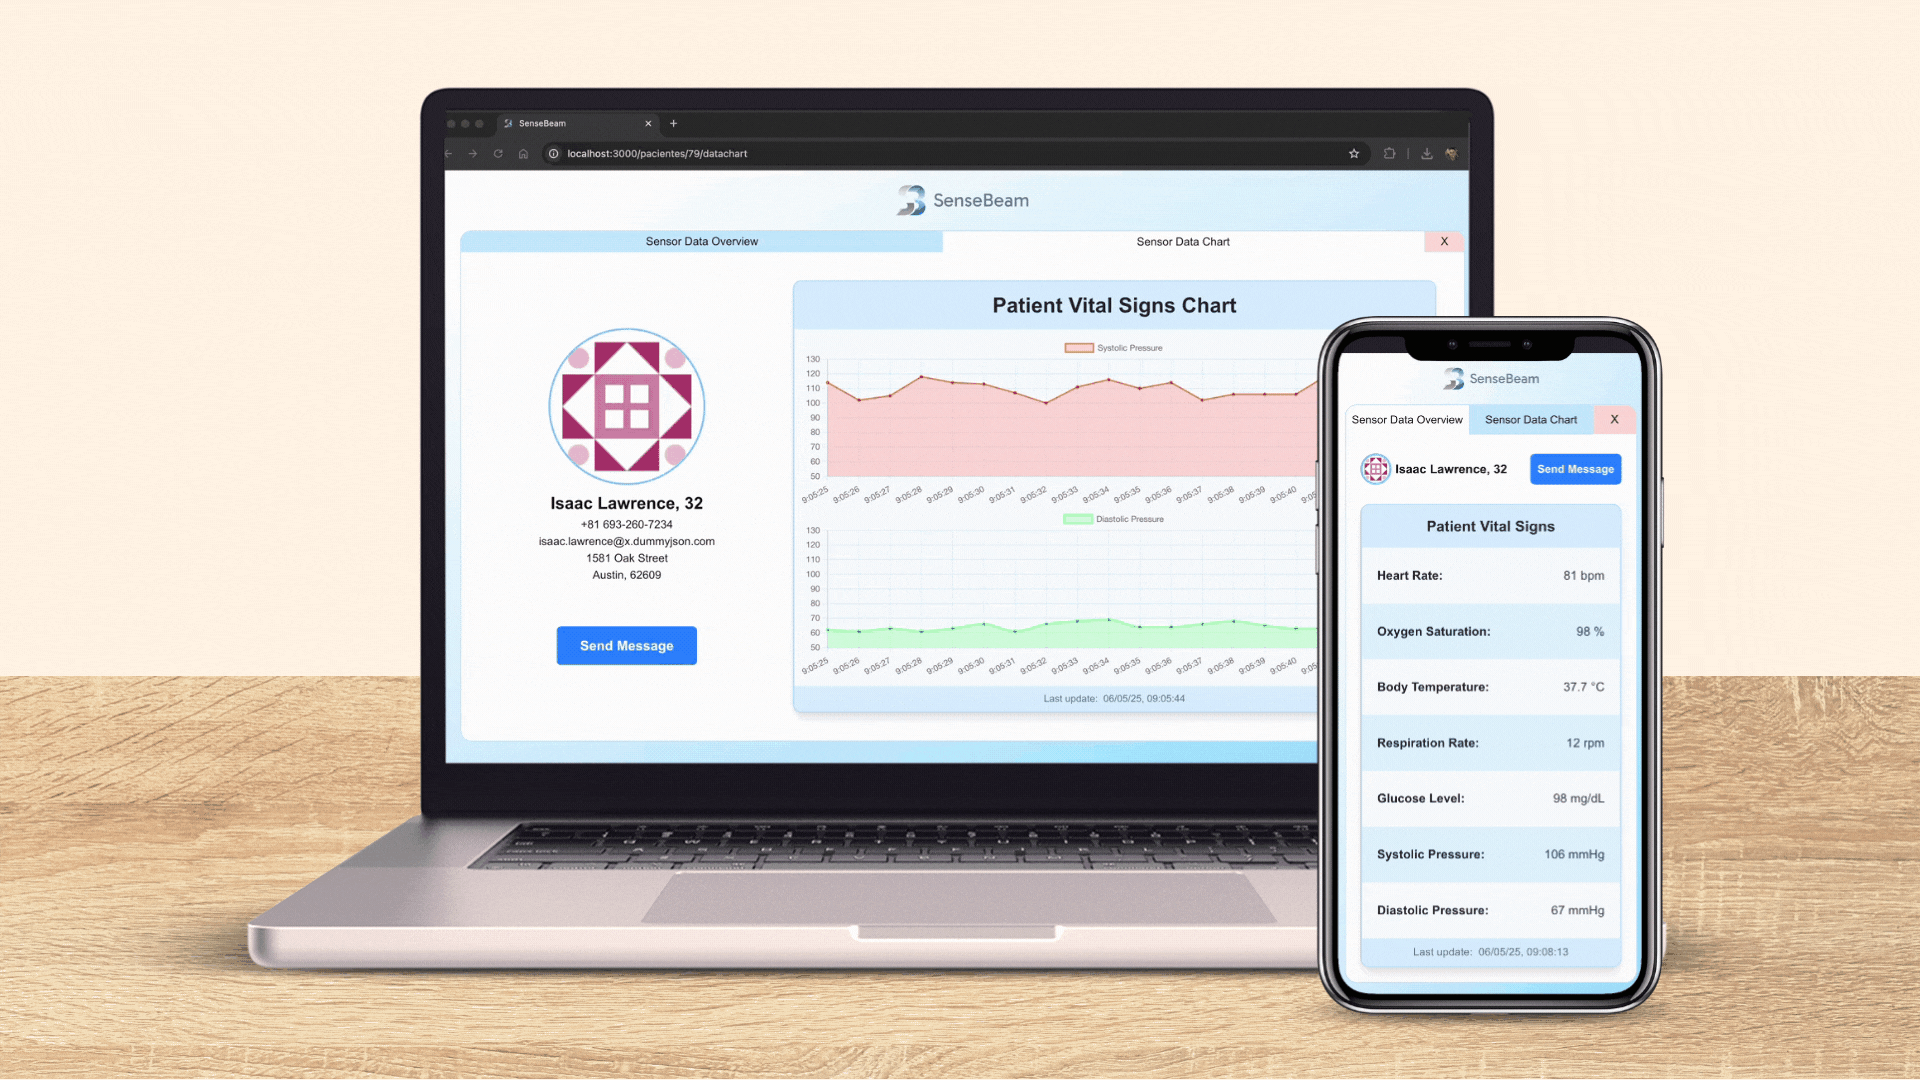 SenseBeam
localhost:3000/pacientes/79/datachart
SenseBeam
Sensor Data Overview
Sensor Data Chart
X
Isaac Lawrence, 32
+81 693-260-7234
isaac.lawrence@x.dummyjson.com
1581 Oak Street
Austin, 62609
Send Message
Patient Vital Signs Chart
Systolic Pressure
130
120
110
100
90
80
70
60
50
9:05:25 9:05:26 9:05:27 9:05:28 9:05:29 9:05:30 9:05:31 9:05:32 9:05:33 9:05:34 9:05:35 9:05:36 9:05:37 9:05:38 9:05:39 9:05:40
Diastolic Pressure
130
120
110
100
90
80
70
60
50
9:05:25 9:05:26 9:05:27 9:05:28 9:05:29 9:05:30 9:05:31 9:05:32 9:05:33 9:05:34 9:05:35 9:05:36 9:05:37 9:05:38 9:05:39 9:05:40
Last update: 06/05/25, 09:05:44
SenseBeam
Sensor Data Overview
Sensor Data Chart
X
Isaac Lawrence, 32
Send Message
Patient Vital Signs
Heart Rate: 81 bpm
Oxygen Saturation: 98 %
Body Temperature: 37.7 °C
Respiration Rate: 12 rpm
Glucose Level: 98 mg/dL
Systolic Pressure: 106 mmHg
Diastolic Pressure: 67 mmHg
Last update: 06/05/25, 09:08:13